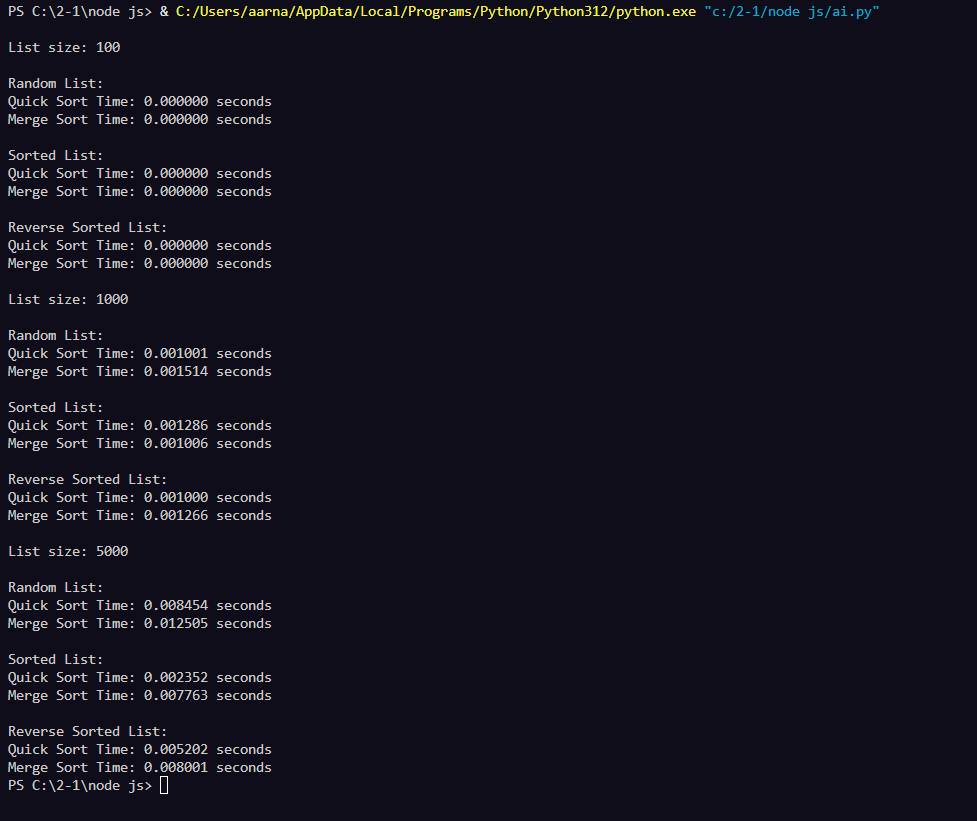 PS C:\2-1\node js> & C:/Users/aarna/AppData/Local/Programs/Python/Python312/python.exe "c:/2-1/node js/ai.py"
List size: 100
Random List:
Quick Sort Time: 0.000000 seconds
Merge Sort Time: 0.000000 seconds
Sorted List:
Quick Sort Time: 0.000000 seconds
Merge Sort Time: 0.000000 seconds
Reverse Sorted List:
Quick Sort Time: 0.000000 seconds
Merge Sort Time: 0.000000 seconds
List size: 1000
Random List:
Quick Sort Time: 0.001001 seconds
Merge Sort Time: 0.001514 seconds
Sorted List:
Quick Sort Time: 0.001286 seconds
Merge Sort Time: 0.001006 seconds
Reverse Sorted List:
Quick Sort Time: 0.001000 seconds
Merge Sort Time: 0.001266 seconds
List size: 5000
Random List:
Quick Sort Time: 0.008454 seconds
Merge Sort Time: 0.012505 seconds
Sorted List:
Quick Sort Time: 0.002352 seconds
Merge Sort Time: 0.007763 seconds
Reverse Sorted List:
Quick Sort Time: 0.005202 seconds
Merge Sort Time: 0.008001 seconds
PS C:\2-1\node js>